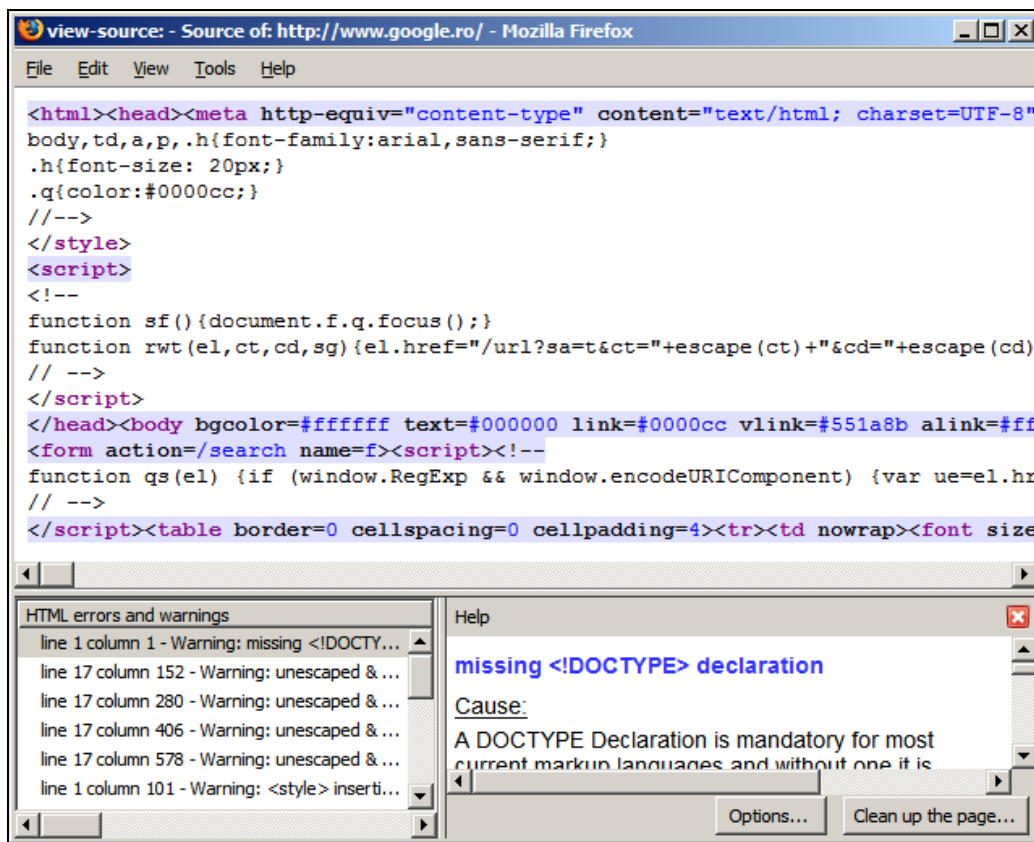 view-source: - Source of: http://www.google.ro/ - Mozilla Firefox
File Edit View Tools Help
<html><head><meta http-equiv="content-type" content="text/html; charset=UTF-8"
body,td,a,p,.h{font-family:arial,sans-serif;}
.h{font-size: 20px;}
.q{color:#0000cc;}
//-->
</style>
<script>
<!--
function sf(){document.f.q.focus();}
function rwt(el,ct,cd,sg){el.href="/url?sa=t&ct="+escape(ct)+"&cd="+escape(cd)
// -->
</script>
</head><body bgcolor=#ffffff text=#000000 link=#0000cc vlink=#551a8b alink=#ff
<form action=/search name=f><script><!--
function qs(el) {if (window.RegExp && window.encodeURIComponent) {var ue=el.hr
// -->
</script><table border=0 cellspacing=0 cellpadding=4><tr><td nowrap><font size
HTML errors and warnings
line 1 column 1 - Warning: missing <!DOCTY...
line 17 column 152 - Warning: unescaped & ...
line 17 column 280 - Warning: unescaped & ...
line 17 column 406 - Warning: unescaped & ...
line 17 column 578 - Warning: unescaped & ...
line 1 column 101 - Warning: <style> inserti...
Help
missing <!DOCTYPE> declaration
Cause:
A DOCTYPE Declaration is mandatory for most
current markup languages and without one it is
Options...
Clean up the page...